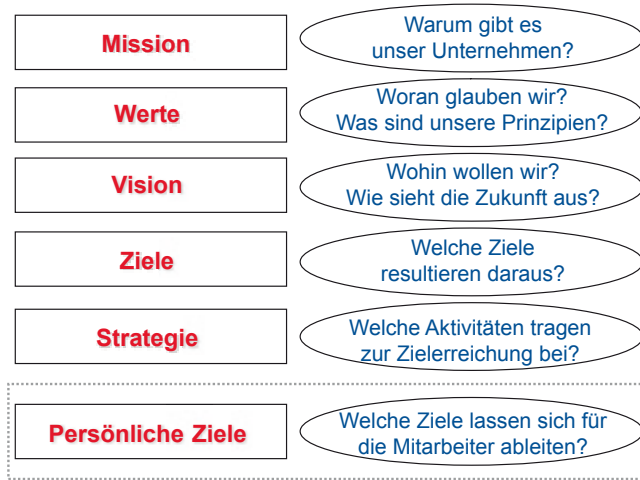 Mission
Warum gibt es
unser Unternehmen?
Werte
Woran glauben wir?
Was sind unsere Prinzipien?
Vision
Wohin wollen wir?
Wie sieht die Zukunft aus?
Ziele
Welche Ziele
resultieren daraus?
Strategie
Welche Aktivitäten tragen
zur Zielerreichung bei?
Persönliche Ziele
Welche Ziele lassen sich für
die Mitarbeiter ableiten?